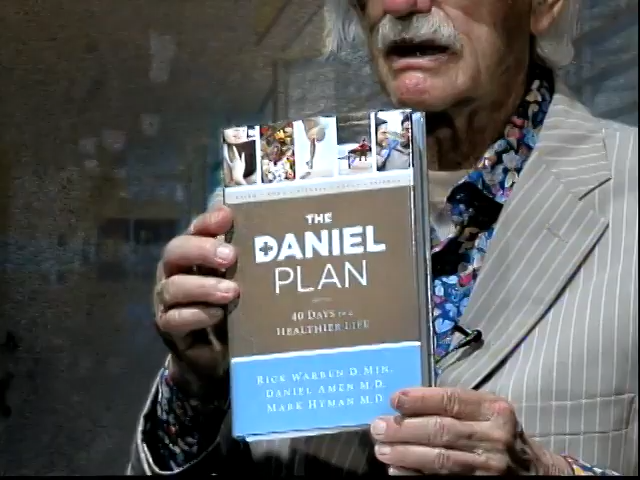 THE
DANIEL
PLAN
40 DAYS TO A
HEALTHIER LIFE
RICK WARREN D.MIN.
DANIEL AMEN M.D.
MARK HYMAN M.D.